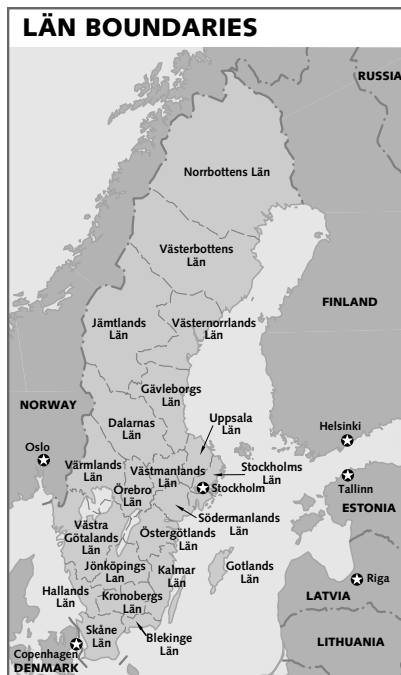 LÄN BOUNDARIES
RUSSIA
Norrbottens Län
Västerbottens
Län
FINLAND
Jämtlands
Län
Västernorrlands
Län
Gävleborgs
Län
NORWAY
Dalarnas
Län
Uppsala
Län
Helsinki
Oslo
Värmlands
Län
Västmanlands
Län
Stockholms
Län
Örebro
Län
Stockholm
Tallinn
ESTONIA
Södermanlands
Län
Västra
Götalands
Län
Östergötlands
Län
Jönköpings
Lan
Kalmar
Län
Gotlands
Län
Riga
Hallands
Län
Kronobergs
Län
LATVIA
Skåne
Län
Blekinge
Län
LITHUANIA
Copenhagen
DENMARK